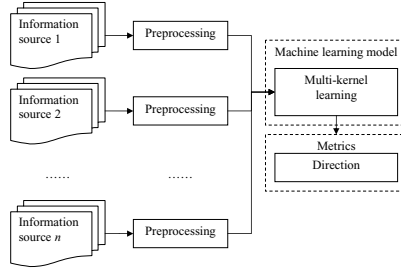 Information
source 1
Preprocessing
Machine learning model
Multi-kernel
learning
Information
source 2
Preprocessing
Metrics
Direction
......
......
Information
source n
Preprocessing